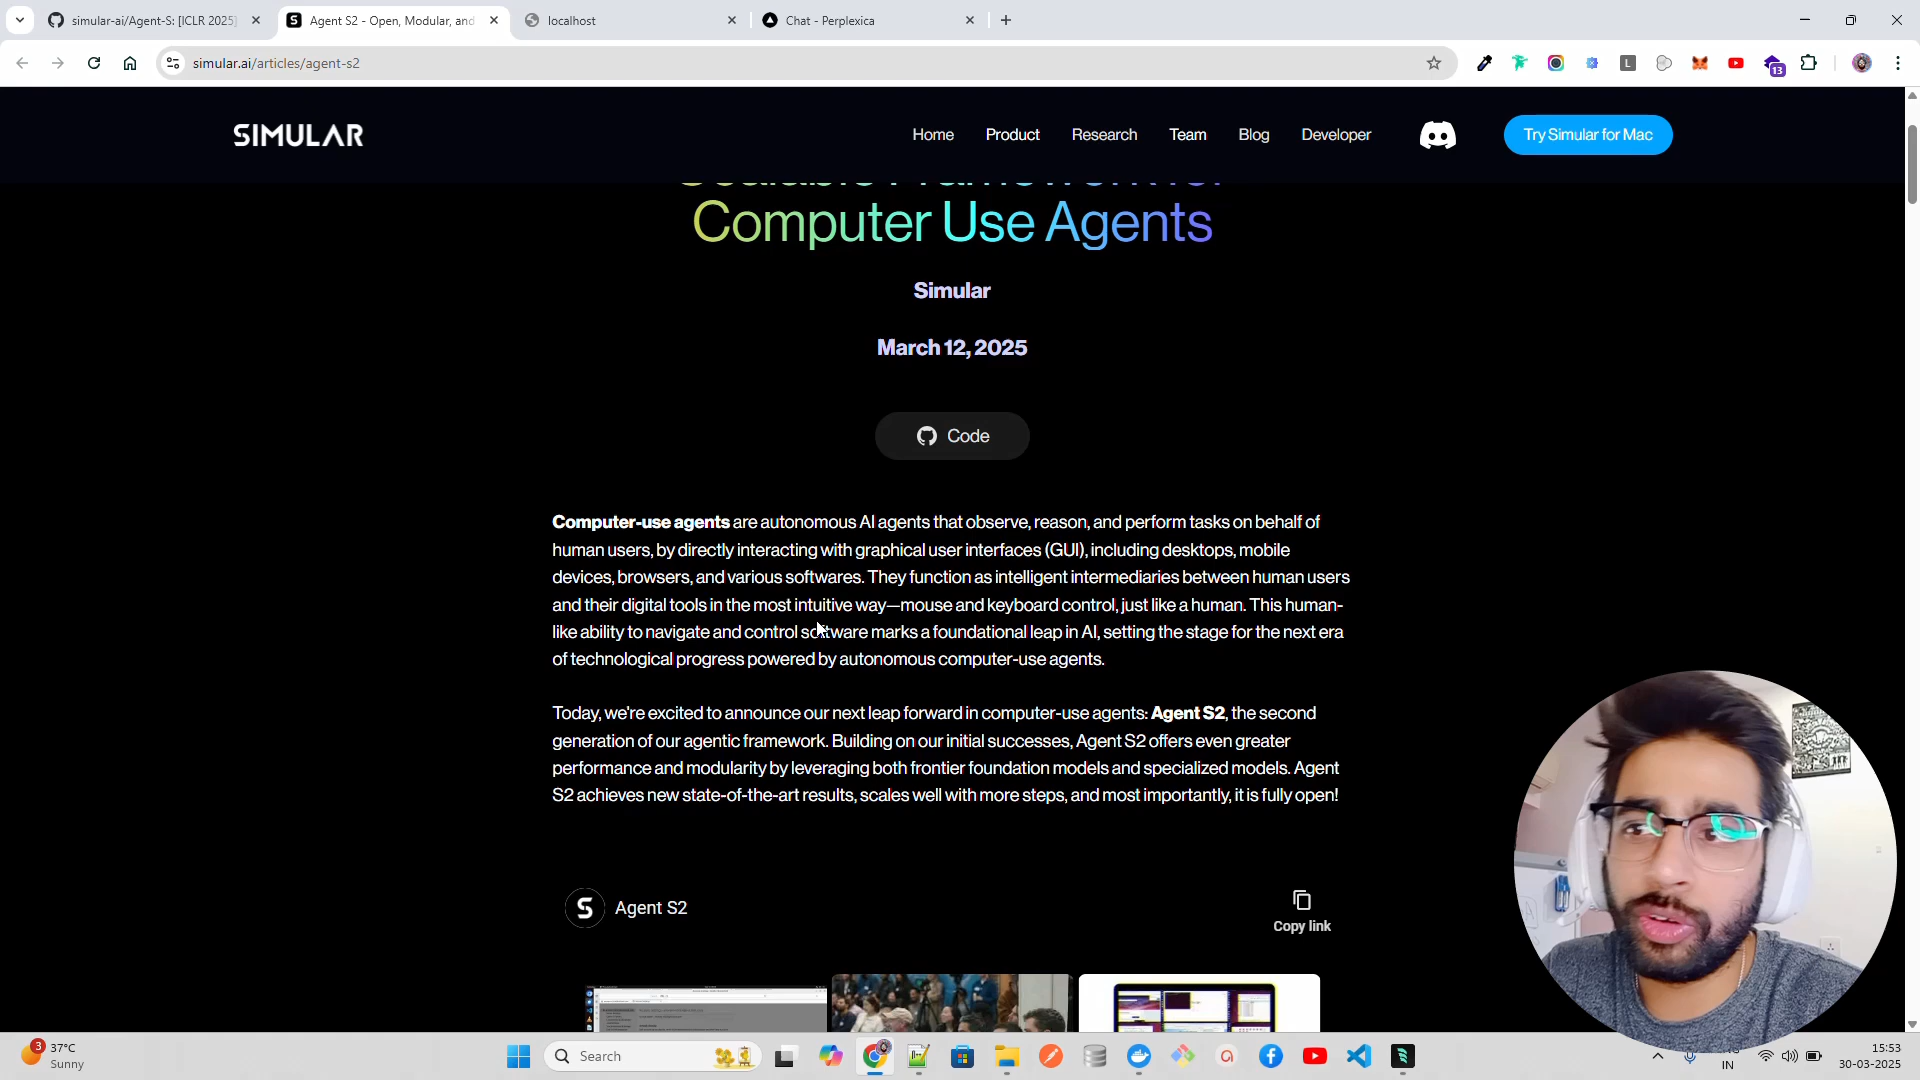 simular-ai/Agent-S: [ICLR 2025]
Agent S2 - Open, Modular, and
localhost
Chat - Perplexica
simular.ai/articles/agent-s2
L
13
SIMULAR
Home
Product
Research
Team
Blog
Developer
Try Simular for Mac
Computer Use Agents
Simular
March 12, 2025
Code
Computer-use agents are autonomous AI agents that observe, reason, and perform tasks on behalf of
human users, by directly interacting with graphical user interfaces (GUI), including desktops, mobile
devices, browsers, and various softwares. They function as intelligent intermediaries between human users
and their digital tools in the most intuitive way—mouse and keyboard control, just like a human. This human-
like ability to navigate and control software marks a foundational leap in AI, setting the stage for the next era
of technological progress powered by autonomous computer-use agents.
Today, we're excited to announce our next leap forward in computer-use agents: Agent S2, the second
generation of our agentic framework. Building on our initial successes, Agent S2 offers even greater
performance and modularity by leveraging both frontier foundation models and specialized models. Agent
S2 achieves new state-of-the-art results, scales well with more steps, and most importantly, it is fully open!
Agent S2
Copy link
3
37°C
Sunny
Search
IN
15:53
30-03-2025